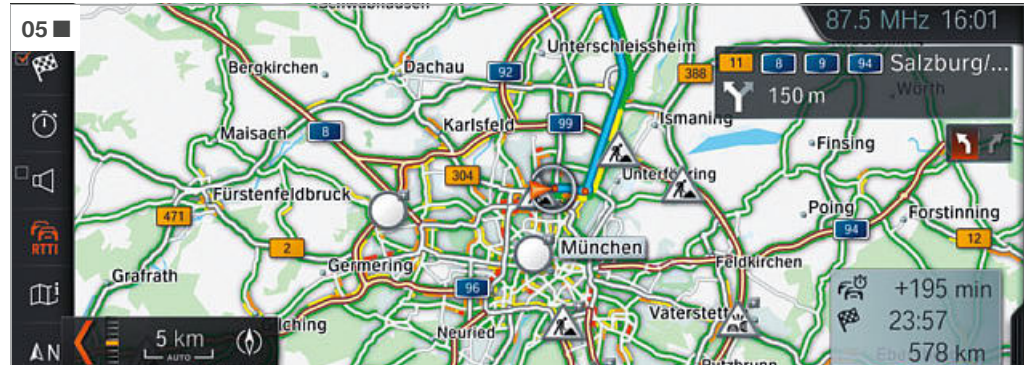 05
87.5 MHz 16:01
Unterschleissheim
Bergkirchen
Dachau
92
388
11 8 9 94 Salzburg/...
150 m
Wörth
Maisach
8
Karlsfeld
99
Ismaning
Finsing
304
Unterföhring
Fürstenfeldbruck
471
Poing
Forstinning
94
12
RTTI
2
München
Germering
Feldkirchen
Grafrath
96
+195 min
Vaterstett
23:57
Neuried
5 km
AUTO
N
578 km